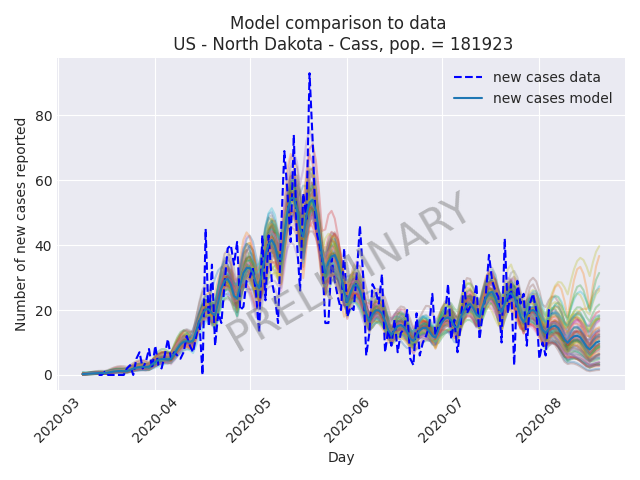 Model comparison to data
US - North Dakota - Cass, pop. = 181923
new cases data
new cases model
Number of new cases reported
80
60
40
20
0
PRELIMINARY
2020-03
2020-04
2020-05
2020-06
2020-07
2020-08
Day